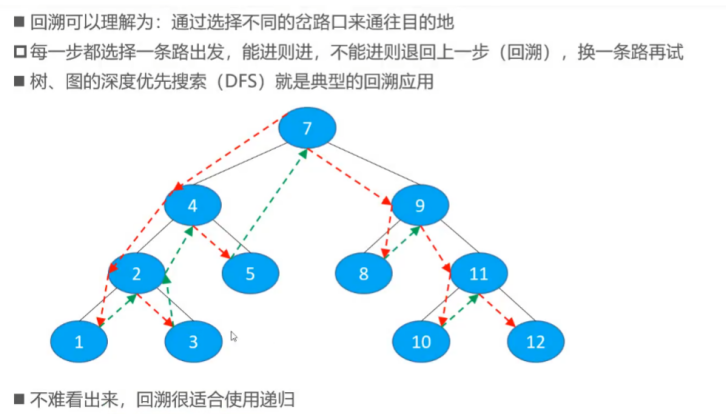 ■ 回溯可以理解为：通过选择不同的岔路口来通往目的地
□ 每一步都选择一条路出发，能进则进，不能进则退回上一步（回溯），换一条路再试
■ 树、图的深度优先搜索（DFS）就是典型的回溯应用
7
4 9
2 5 8 11
1 3 10 12
■ 不难看出来，回溯很适合使用递归